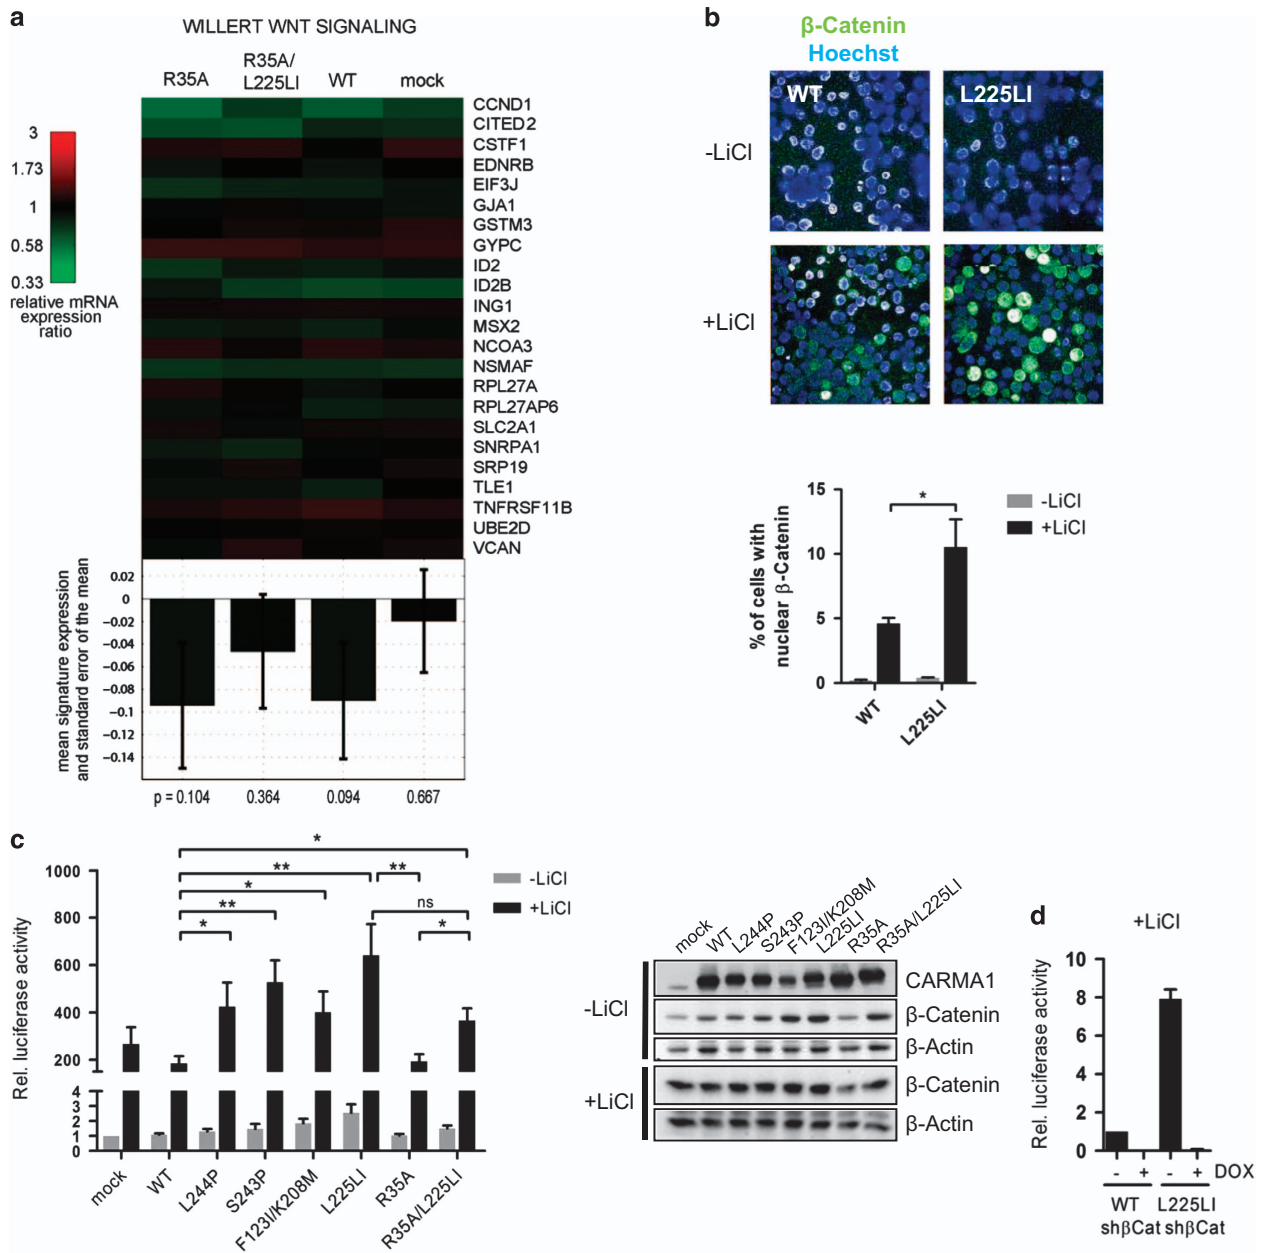 a
WILLERT WNT SIGNALING
R35A
R35A/
L225LI
WT
mock
3
1.73
1
0.58
0.33
relative mRNA
expression
ratio
CCND1
CITED2
CSTF1
EDNRB
EIF3J
GJA1
GSTM3
GYPC
ID2
ID2B
ING1
MSX2
NCOA3
NSMAF
RPL27A
RPL27AP6
SLC2A1
SNRPA1
SRP19
TLE1
TNFRSF11B
UBE2D
VCAN
mean signature expression
and standard error of the mean
0.02
0
−0.02
−0.04
−0.06
−0.08
−0.1
−0.12
−0.14
p = 0.104 0.364 0.094 0.667
b
β-Catenin
Hoechst
WT
L225LI
-LiCl
+LiCl
% of cells with
nuclear β-Catenin
15
10
5
0
*
-LiCl
+LiCl
WT
L225LI
c
Rel. luciferase activity
1000
800
600
400
200
4
3
2
1
0
*
**
**
*
**
ns
*
*
-LiCl
+LiCl
mock
WT
L244P
S243P
F123I/K208M
L225LI
R35A
R35A/L225LI
mock
WT
L244P
S243P
F123I/K208M
L225LI
R35A
R35A/L225LI
-LiCl
CARMA1
β-Catenin
β-Actin
+LiCl
β-Catenin
β-Actin
d
+LiCl
Rel. luciferase activity
10
8
6
4
2
0
- + - + DOX
WT L225LI
shβCat shβCat